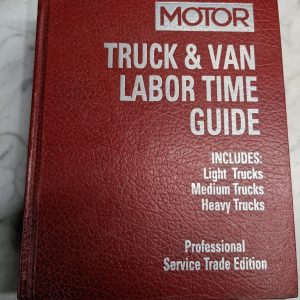 MOTOR
TRUCK & VAN
LABOR TIME
GUIDE
INCLUDES:
Light Trucks
Medium Trucks
Heavy Trucks
Professional
Service Trade Edition